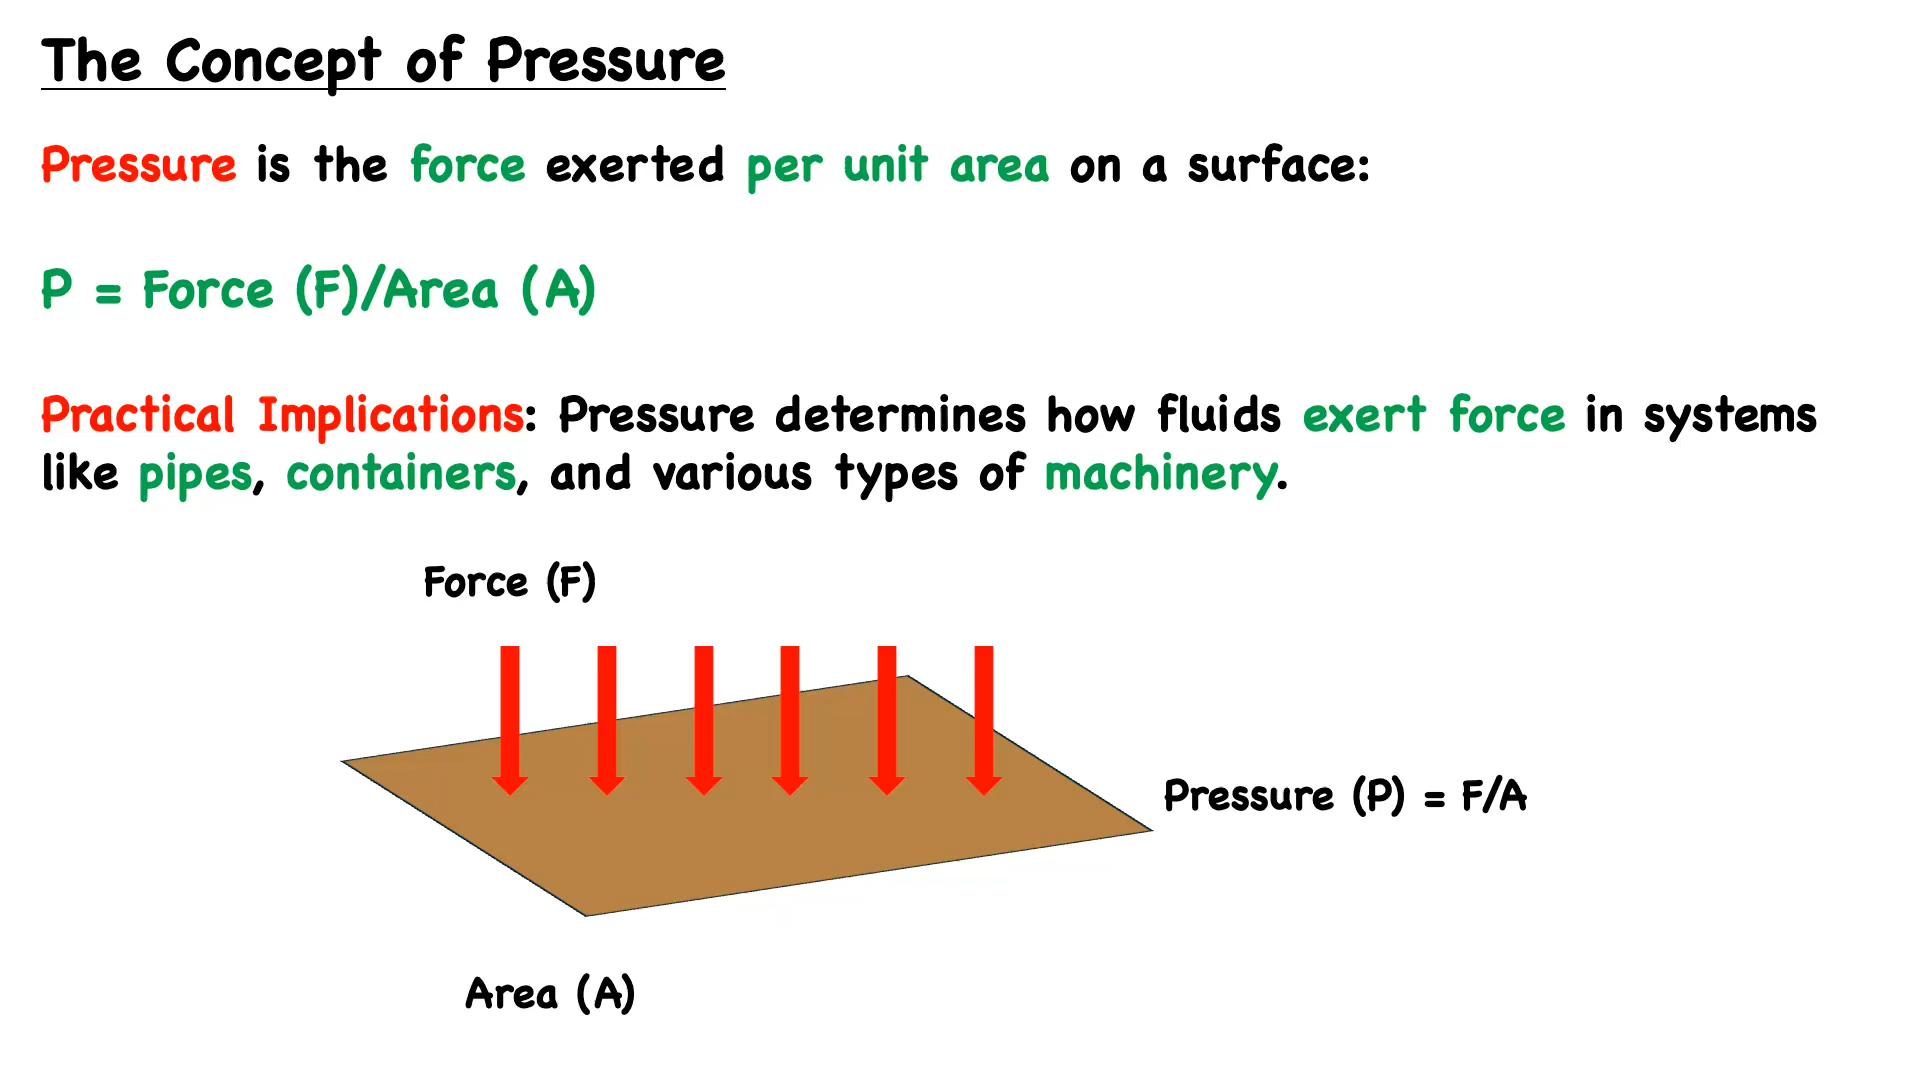 The Concept of Pressure
Pressure is the force exerted per unit area on a surface:
P = Force (F)/Area (A)
Practical Implications: Pressure determines how fluids exert force in systems
like pipes, containers, and various types of machinery.
Force (F)
Pressure (P) = F/A
Area (A)